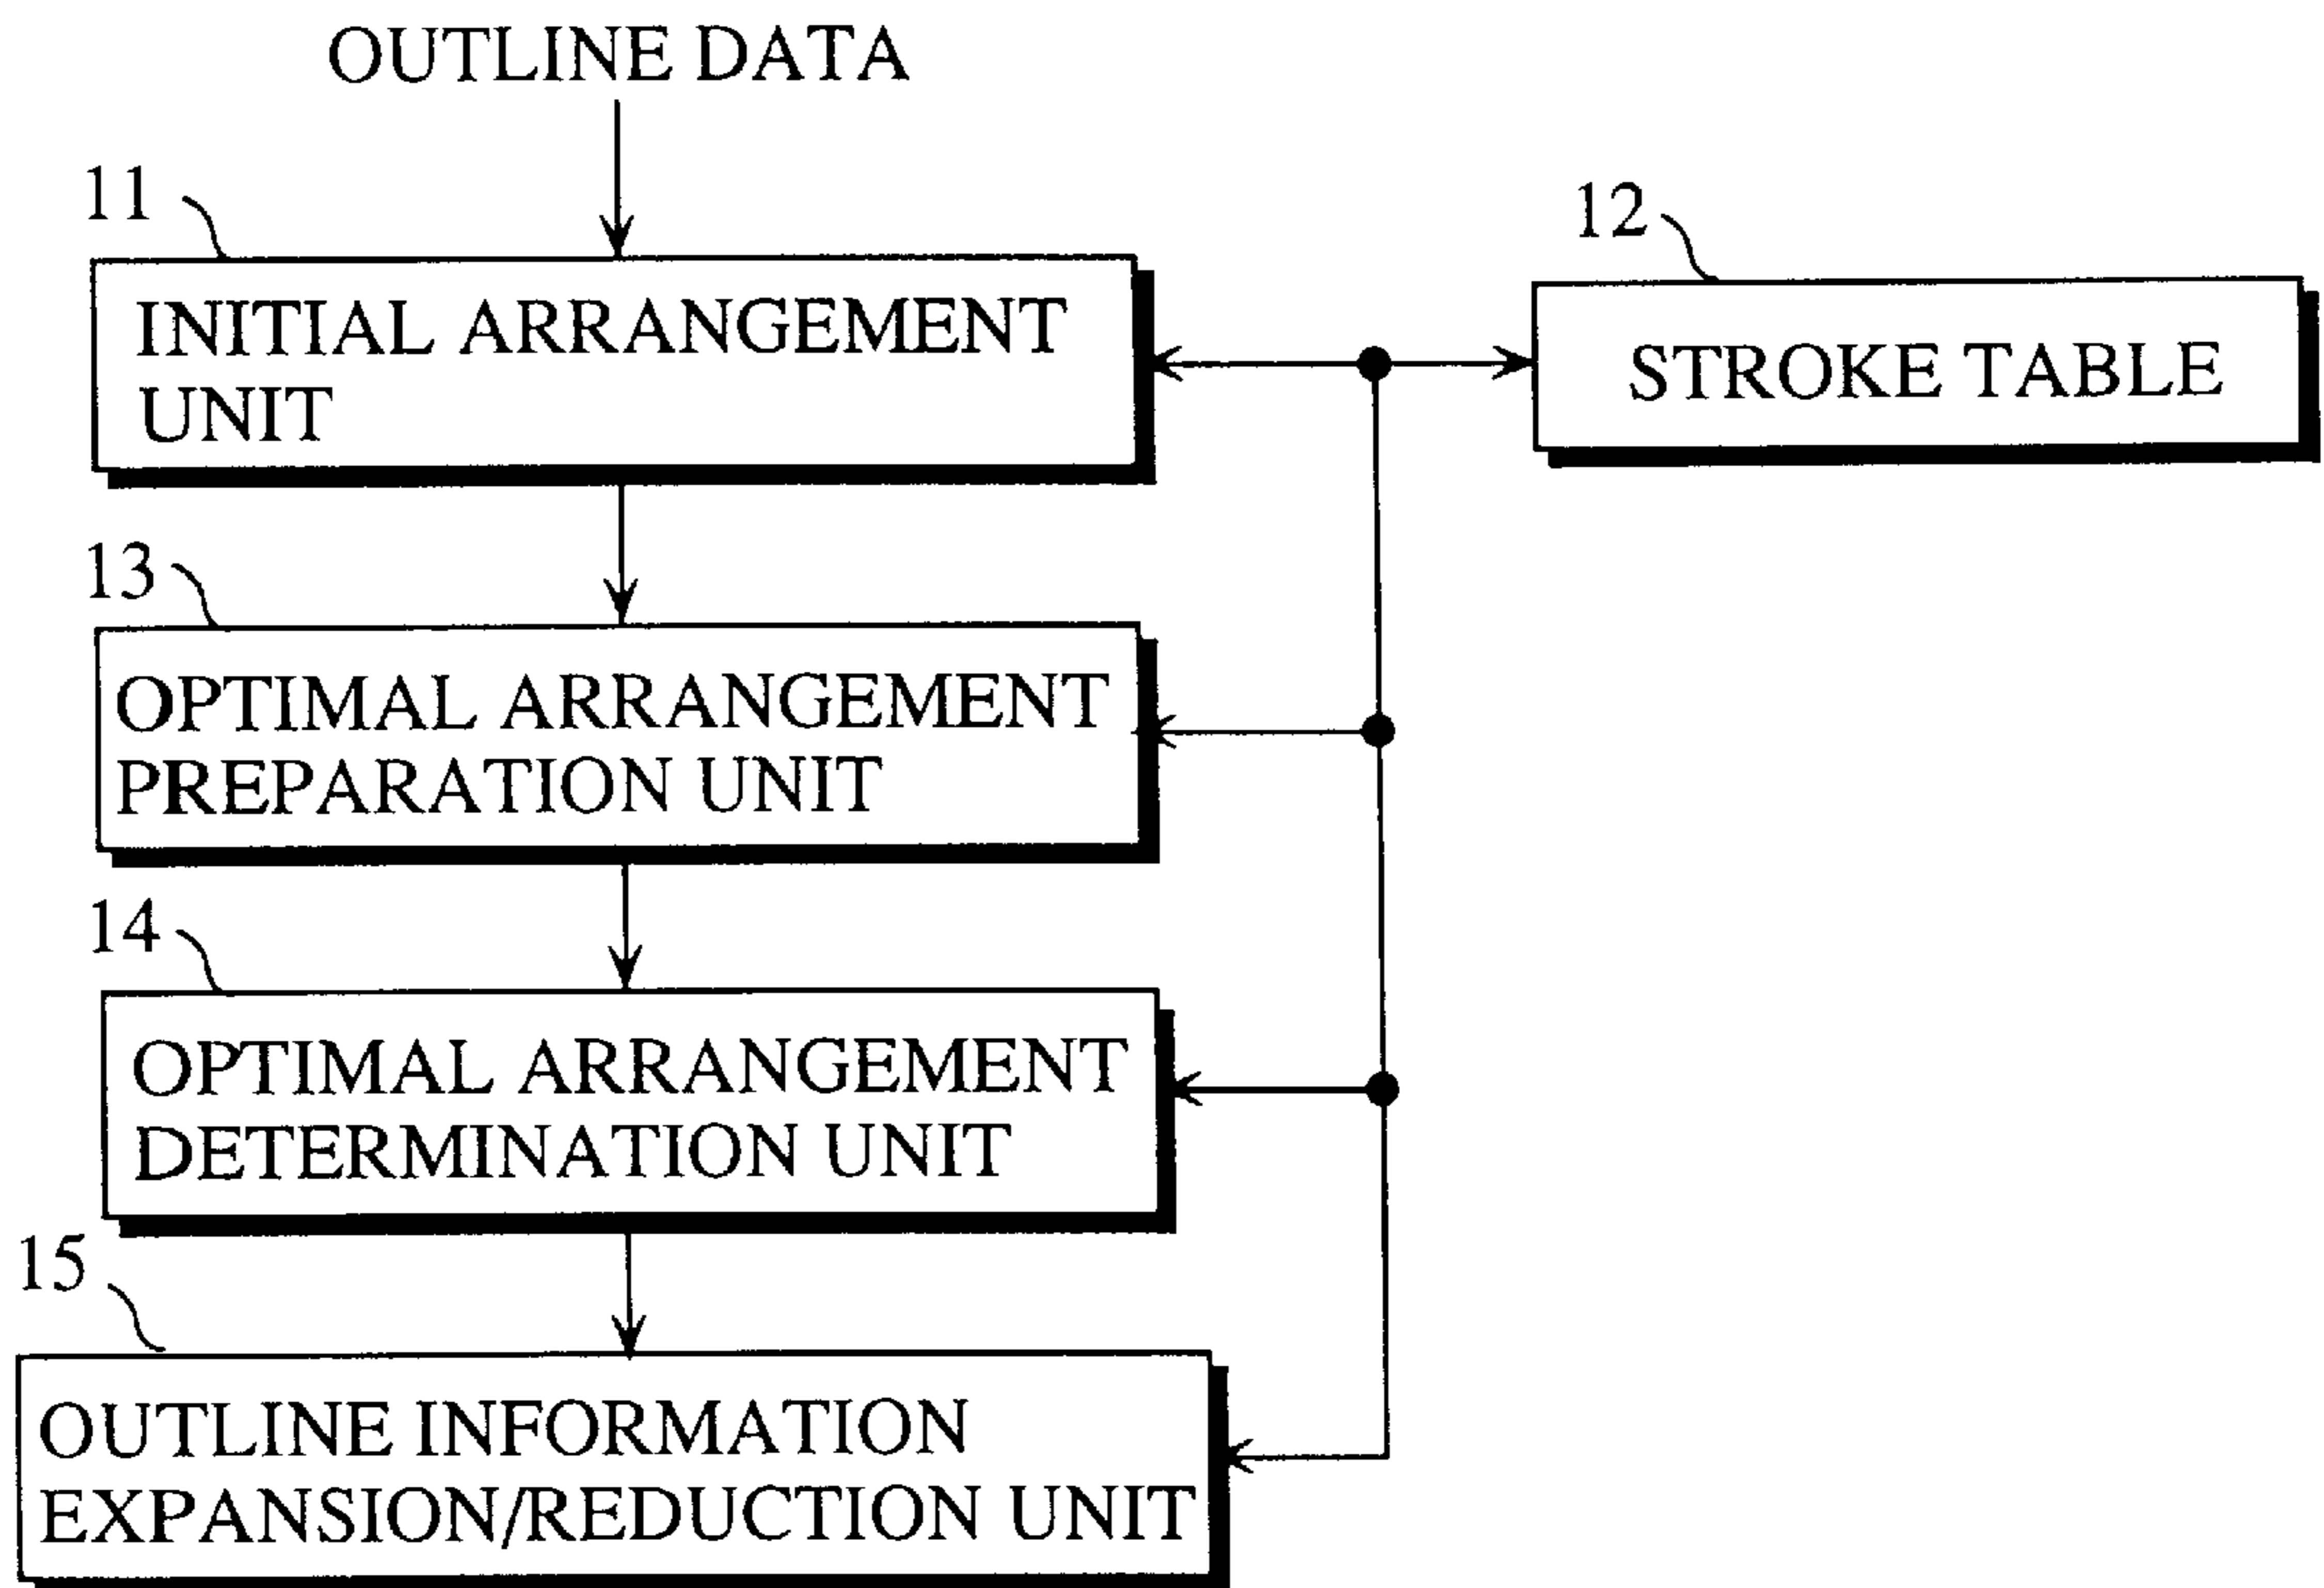 OUTLINE DATA
11
12
INITIAL ARRANGEMENT
UNIT
STROKE TABLE
13
OPTIMAL ARRANGEMENT
PREPARATION UNIT
14
OPTIMAL ARRANGEMENT
DETERMINATION UNIT
15
OUTLINE INFORMATION
EXPANSION/REDUCTION UNIT